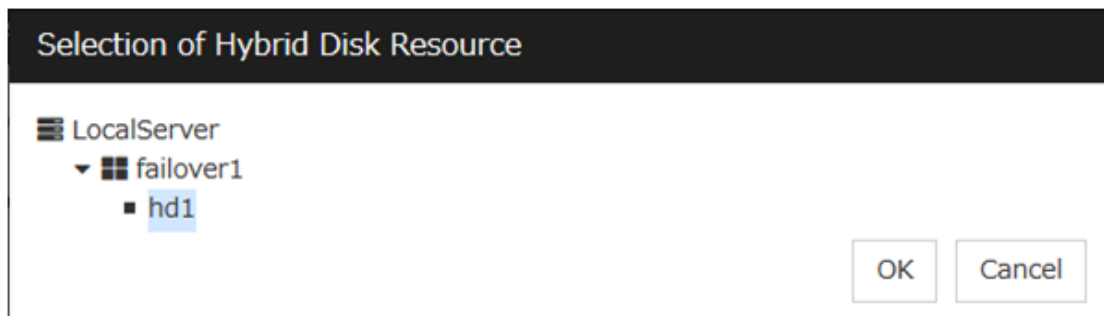 Selection of Hybrid Disk Resource
LocalServer
failover1
hd1
OK Cancel